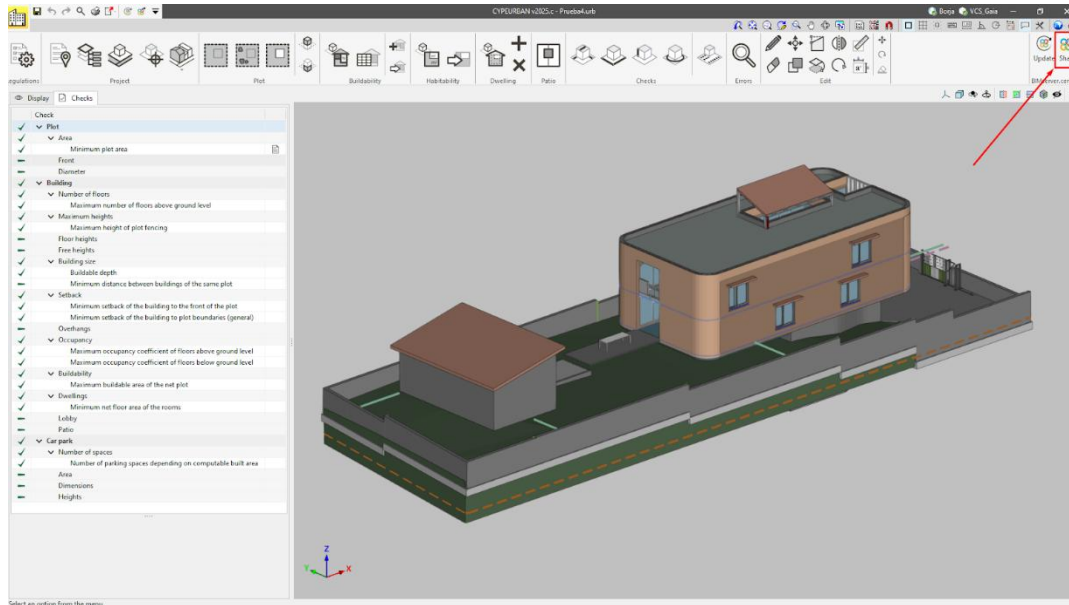 CYPEURBAN v2025.c - Prueba4.urb
Borja
VCS_Gaia
Update
Project
Plot
Buildability
Habitability
Dwelling
Patio
Checks
Errors
Edit
Display
Checks
Check
Plot
Area
Minimum plot area
Front
Diameter
Building
Number of floors
Maximum number of floors above ground level
Maximum heights
Maximum height of plot fencing
Floor heights
Free heights
Building size
Buildable depth
Minimum distance between buildings of the same plot
Setback
Minimum setback of the building to the front of the plot
Minimum setback of the building to plot boundaries (general)
Overhangs
Occupancy
Maximum occupancy coefficient of floors above ground level
Maximum occupancy coefficient of floors below ground level
Buildability
Maximum buildable area of the net plot
Dwellings
Minimum net floor area of the rooms
Lobby
Patio
Car park
Number of spaces
Number of parking spaces depending on computable built area
Area
Dimensions
Heights
Z
Y
X
Select an option from the menu